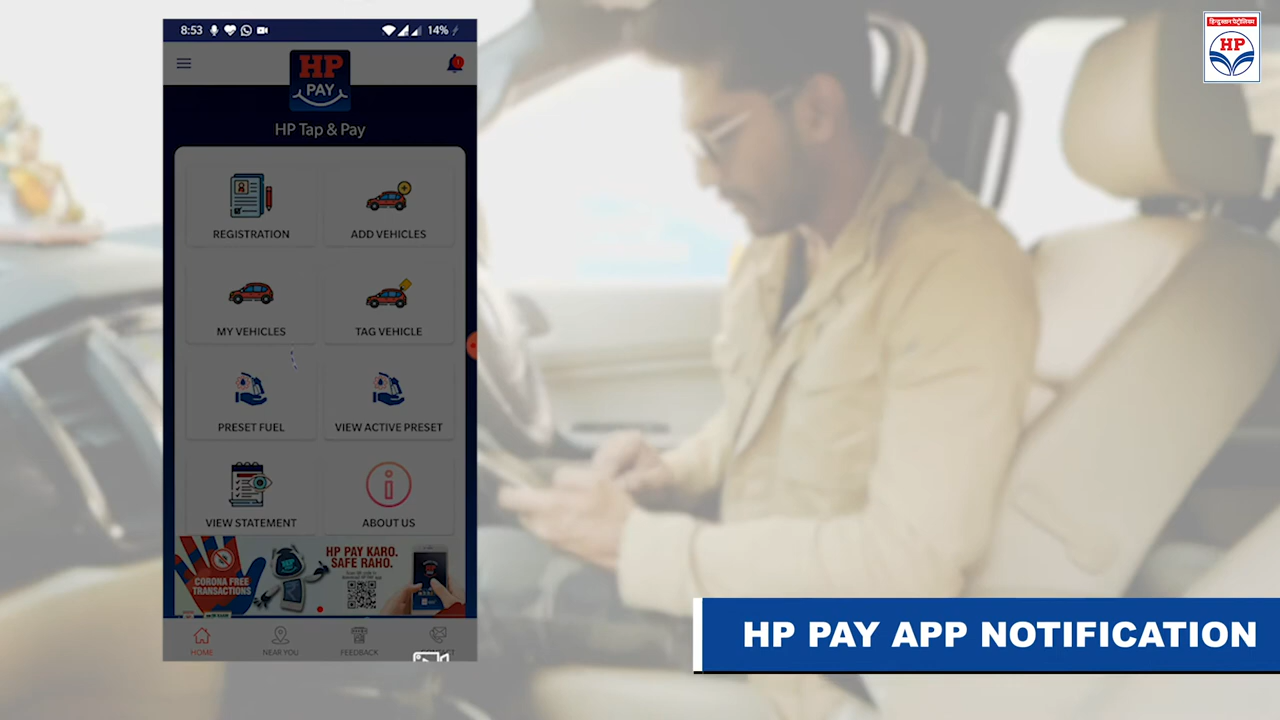 8:53
14%
हिन्दुस्तान पेट्रोलियम
HP
HP
PAY
1
HP Tap & Pay
REGISTRATION
ADD VEHICLES
MY VEHICLES
TAG VEHICLE
PRESET FUEL
VIEW ACTIVE PRESET
VIEW STATEMENT
ABOUT US
CORONA FREE
TRANSACTIONS
HP PAY KARO.
SAFE RAHO.
HOME
NEAR YOU
FEEDBACK
HP PAY APP NOTIFICATION